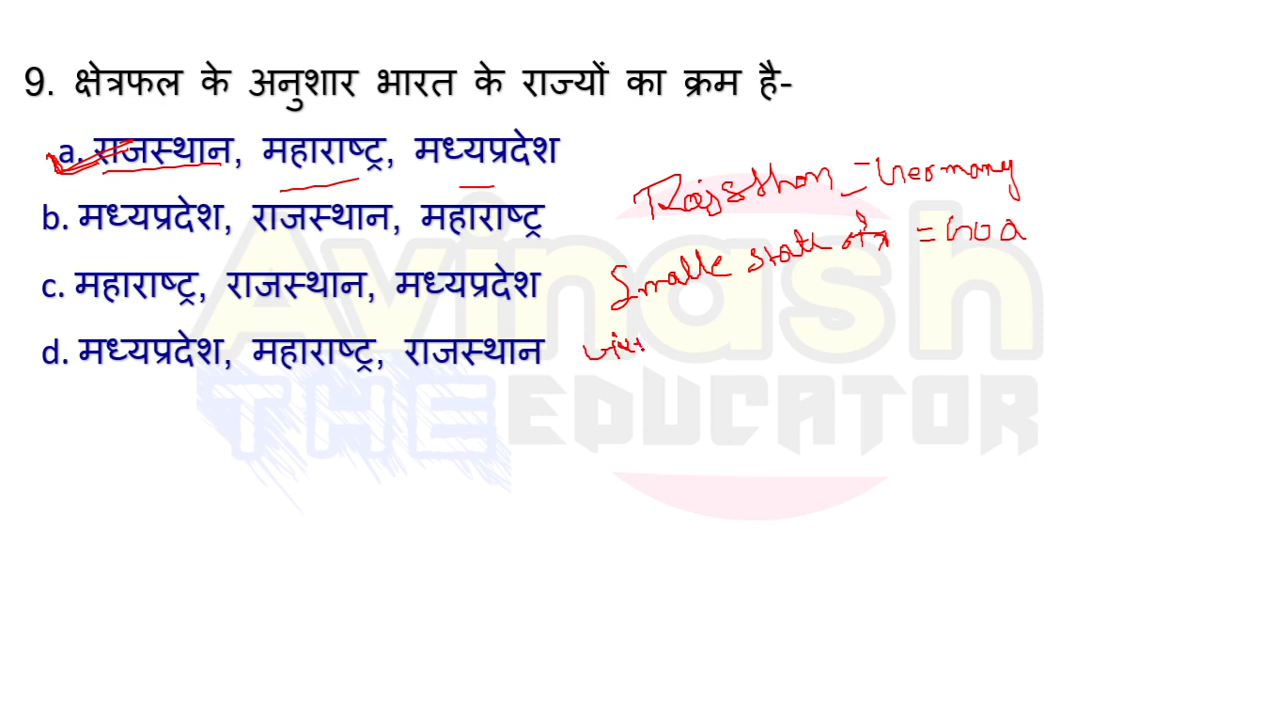 9. क्षेत्रफल के अनुशार भारत के राज्यों का क्रम है-
a. राजस्थान, महाराष्ट्र, मध्यप्रदेश
b. मध्यप्रदेश, राजस्थान, महाराष्ट्र
c. महाराष्ट्र, राजस्थान, मध्यप्रदेश
d. मध्यप्रदेश, महाराष्ट्र, राजस्थान
Rajsthan - Germany
Smalle state = Goa
Avinash
THE EDUCATOR